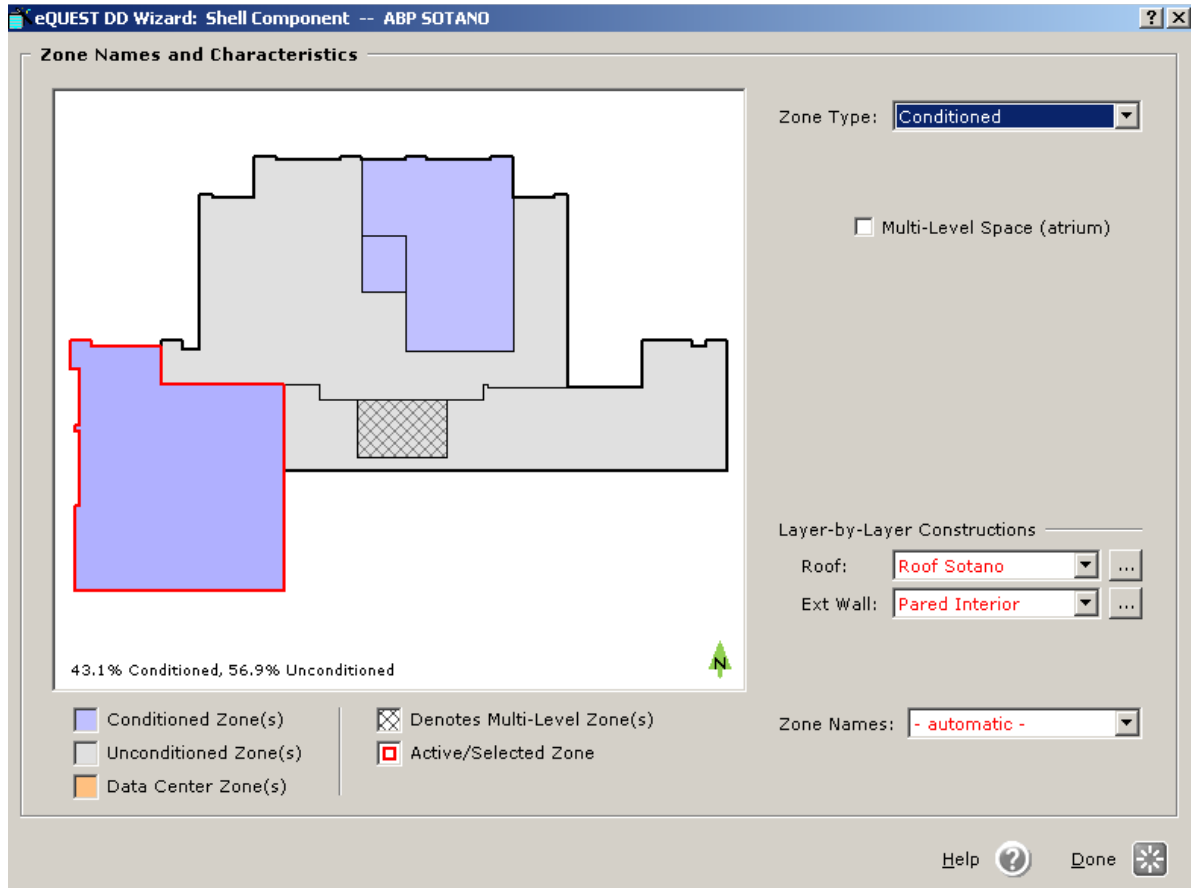 eQUEST DD Wizard: Shell Component -- ABP SOTANO
Zone Names and Characteristics
Zone Type: Conditioned
Multi-Level Space (atrium)
Layer-by-Layer Constructions
Roof: Roof Sotano ...
Ext Wall: Pared Interior ...
N
43.1% Conditioned, 56.9% Unconditioned
Conditioned Zone(s)
Unconditioned Zone(s)
Data Center Zone(s)
Denotes Multi-Level Zone(s)
Active/Selected Zone
Zone Names: - automatic -
Help ? Done